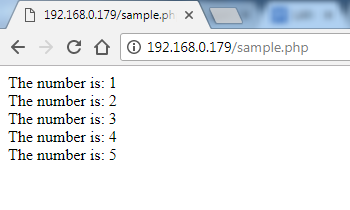 192.168.0.179/sample.ph
192.168.0.179/sample.php
The number is: 1
The number is: 2
The number is: 3
The number is: 4
The number is: 5